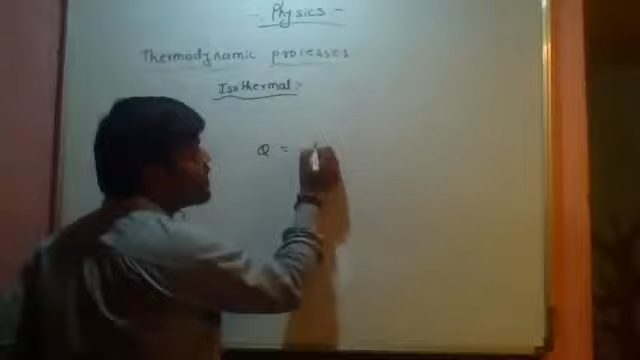 - Physics -
Thermodynamic processes
Isothermal :-
Q =